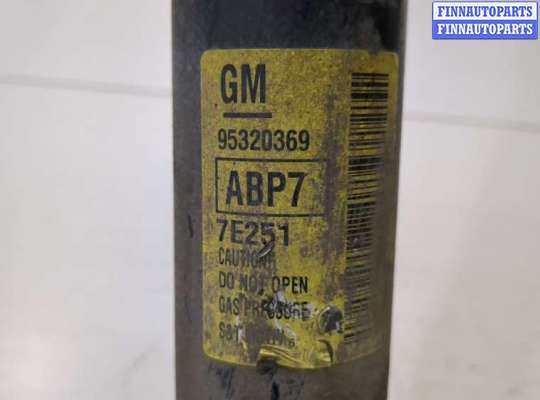 FINNAUTOPARTS
FINNAUTOPARTS
GM
95320369
ABP7
7E251
CAUTION!
DO NOT OPEN
GAS PRESSURE
S&T